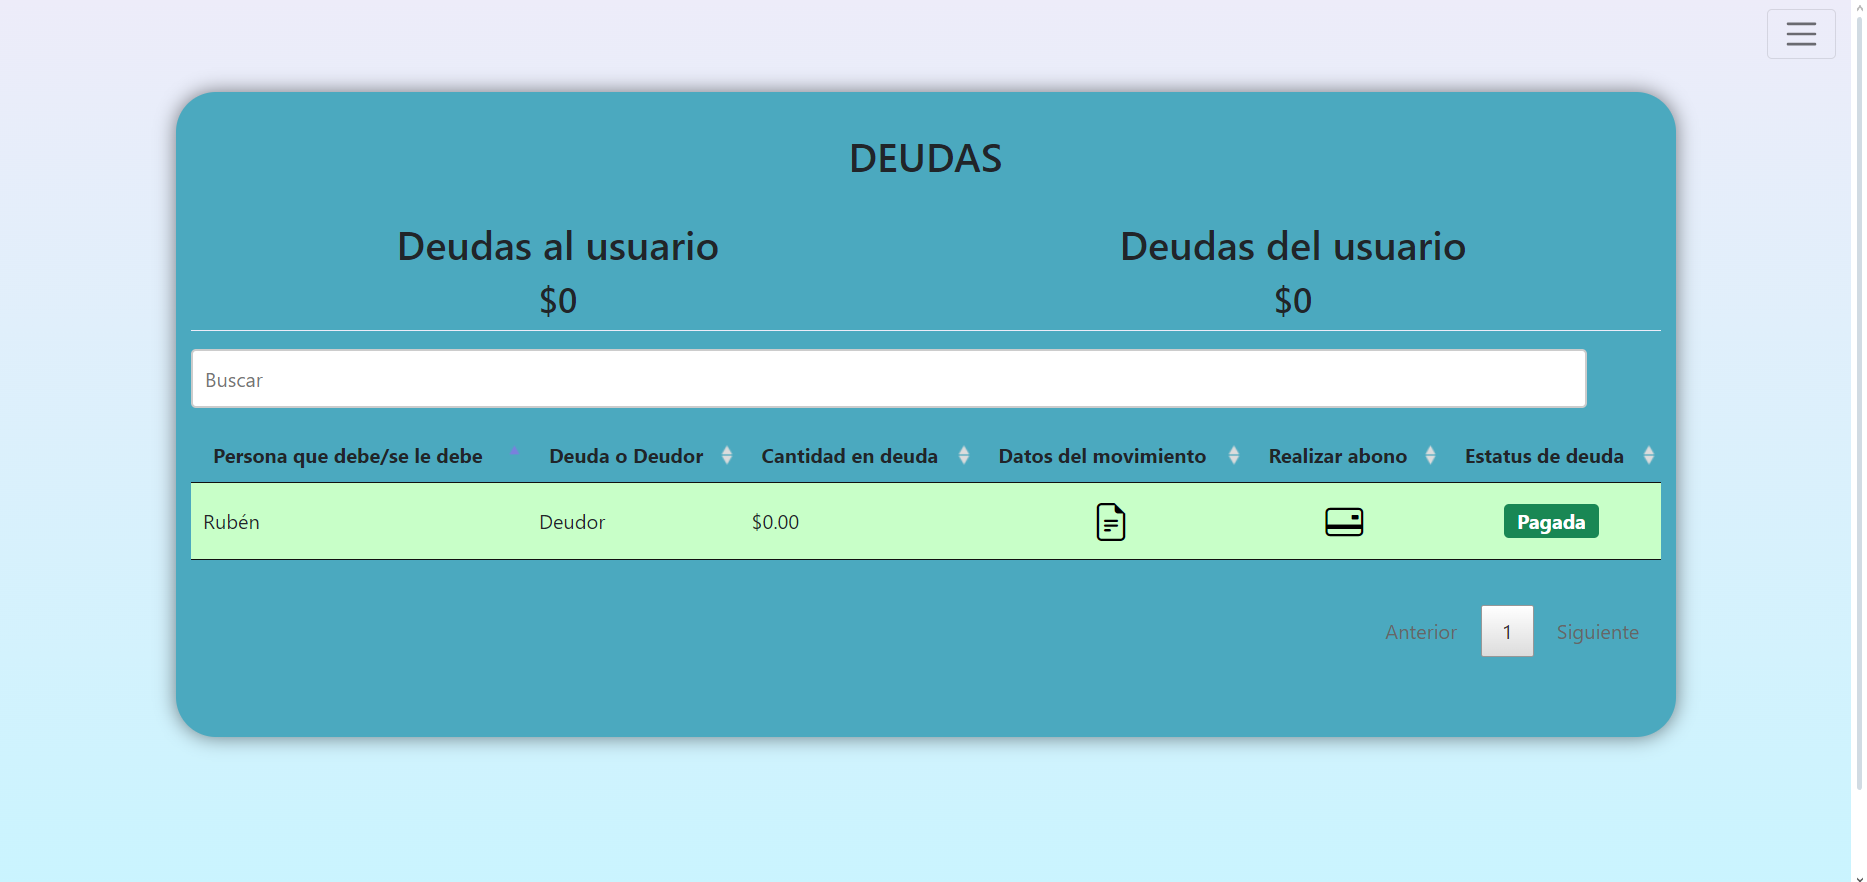 DEUDAS
Deudas al usuario Deudas del usuario
$0 $0
Buscar
Persona que debe/se le debe Deuda o Deudor Cantidad en deuda Datos del movimiento Realizar abono Estatus de deuda
Rubén Deudor $0.00 Pagada
Anterior 1 Siguiente